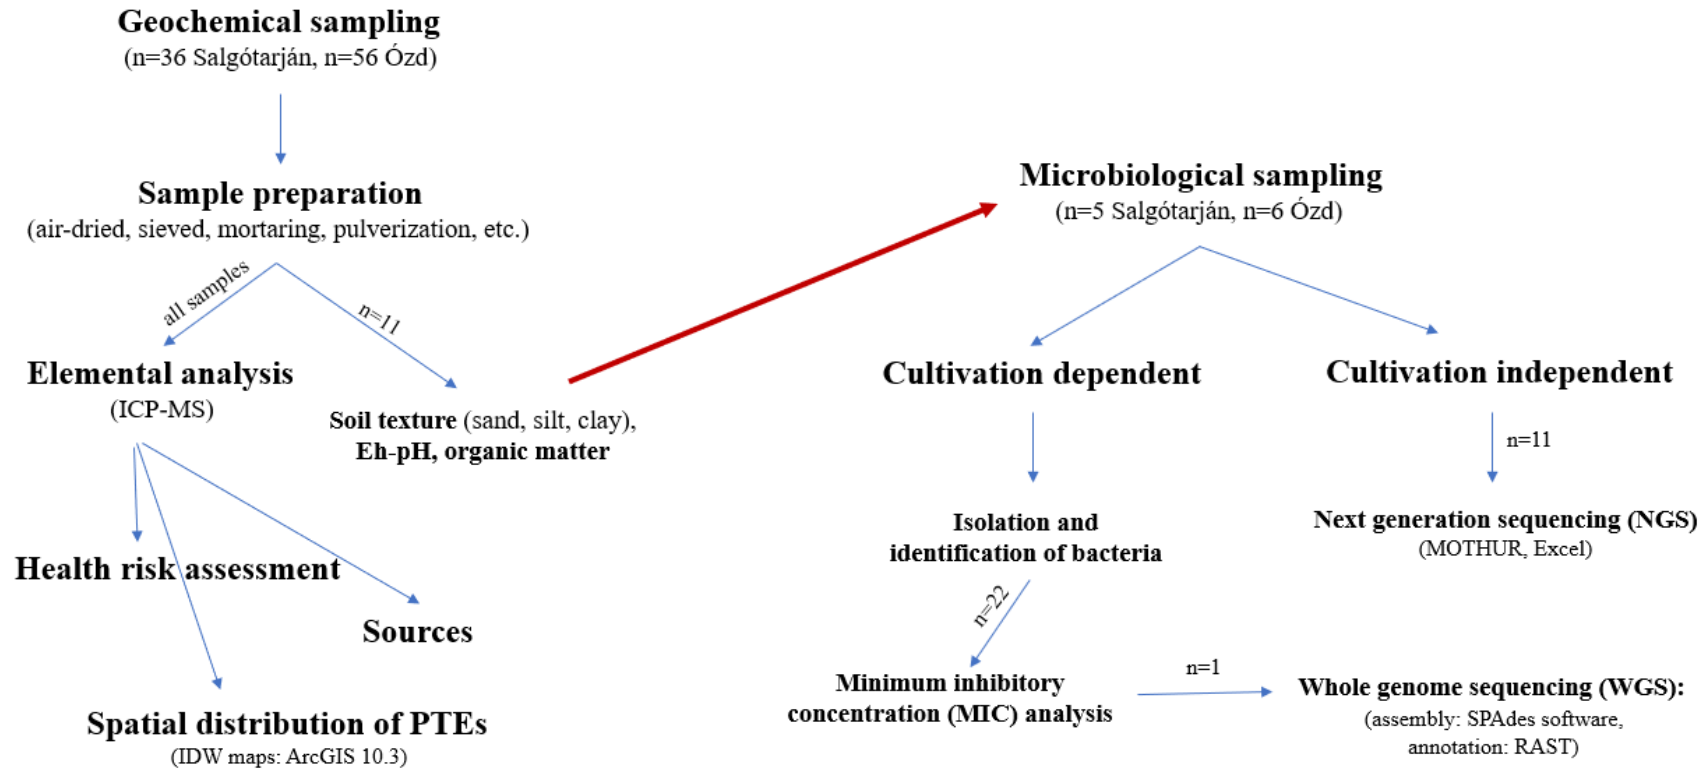 Geochemical sampling
(n=36 Salgótarján, n=56 Ózd)
Sample preparation
(air-dried, sieved, mortaring, pulverization, etc.)
all samples
n=11
Elemental analysis
(ICP-MS)
Soil texture (sand, silt, clay),
Eh-pH, organic matter
Health risk assessment
Sources
Spatial distribution of PTEs
(IDW maps: ArcGIS 10.3)
Microbiological sampling
(n=5 Salgótarján, n=6 Ózd)
Cultivation dependent
Cultivation independent
n=11
Isolation and
identification of bacteria
Next generation sequencing (NGS)
(MOTHUR, Excel)
n=22
Minimum inhibitory
concentration (MIC) analysis
n=1
Whole genome sequencing (WGS):
(assembly: SPAdes software,
annotation: RAST)